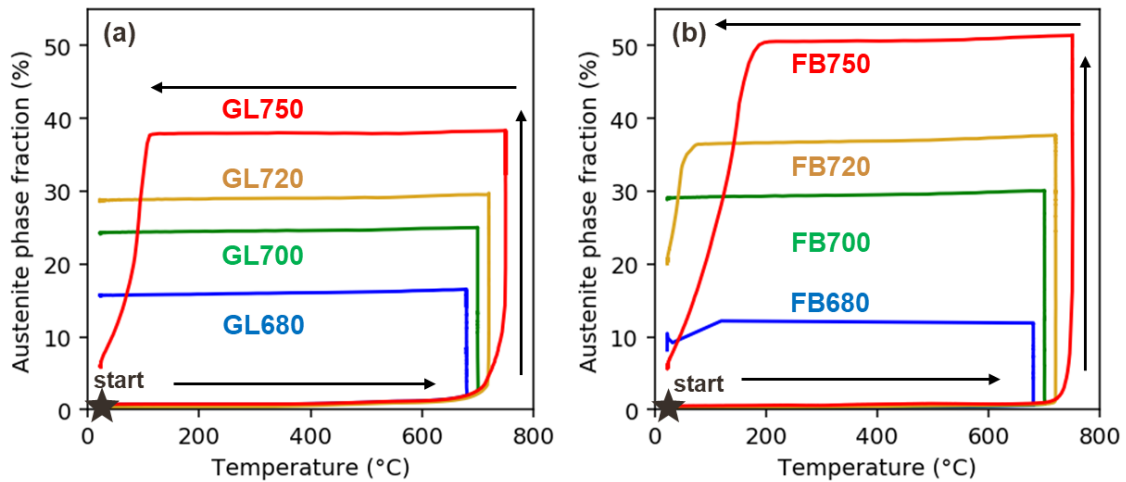 (a)
GL750
GL720
GL700
GL680
start
50
40
30
20
10
0
0 200 400 600 800
Temperature (°C)
Austenite phase fraction (%)
(b)
FB750
FB720
FB700
FB680
start
50
40
30
20
10
0
0 200 400 600 800
Temperature (°C)
Austenite phase fraction (%)